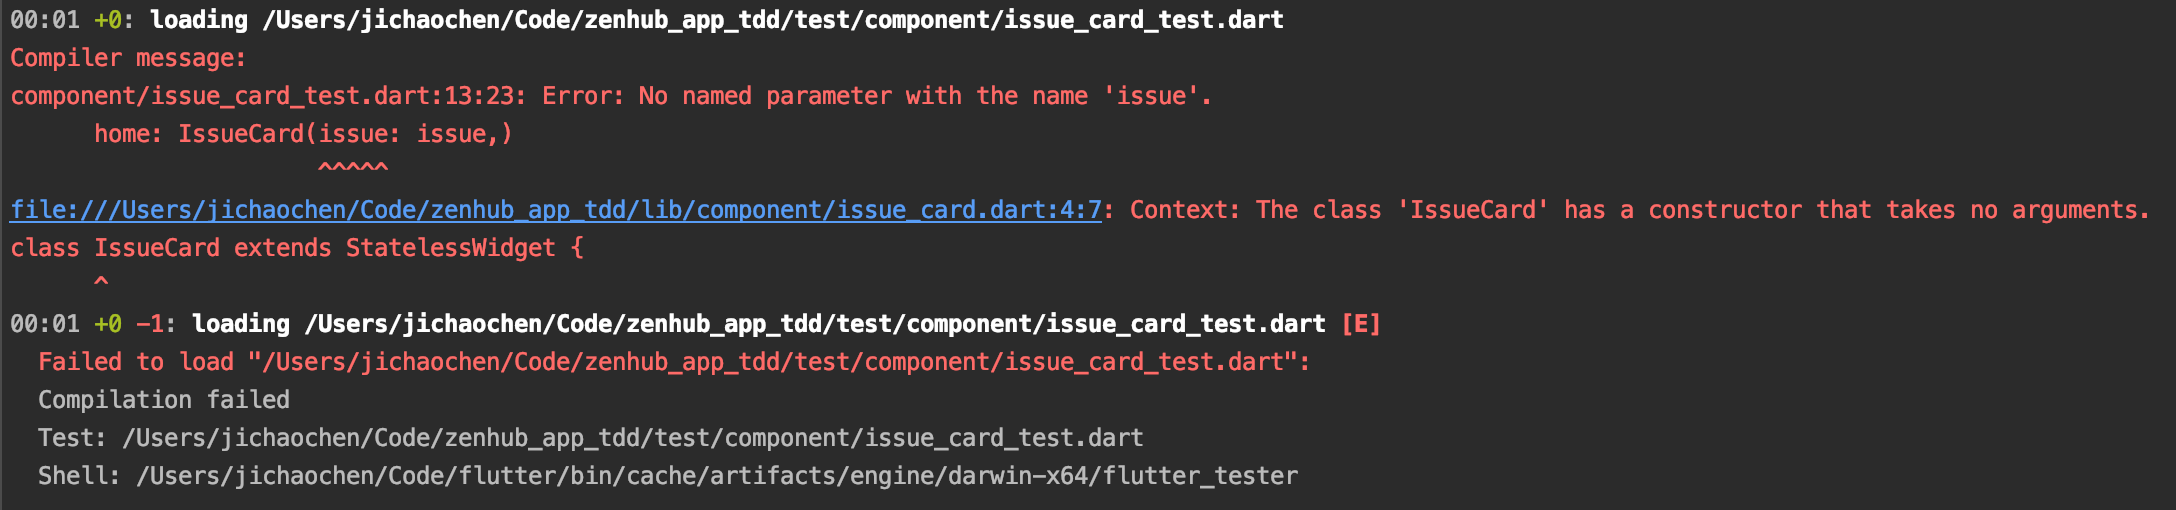 00:01 +0: loading /Users/jichaochen/Code/zenhub_app_tdd/test/component/issue_card_test.dart
Compiler message:
component/issue_card_test.dart:13:23: Error: No named parameter with the name 'issue'.
      home: IssueCard(issue: issue,)
                      ^^^^^
file:///Users/jichaochen/Code/zenhub_app_tdd/lib/component/issue_card.dart:4:7: Context: The class 'IssueCard' has a constructor that takes no arguments.
class IssueCard extends StatelessWidget {
      ^
00:01 +0 -1: loading /Users/jichaochen/Code/zenhub_app_tdd/test/component/issue_card_test.dart [E]
  Failed to load "/Users/jichaochen/Code/zenhub_app_tdd/test/component/issue_card_test.dart":
  Compilation failed
  Test: /Users/jichaochen/Code/zenhub_app_tdd/test/component/issue_card_test.dart
  Shell: /Users/jichaochen/Code/flutter/bin/cache/artifacts/engine/darwin-x64/flutter_tester